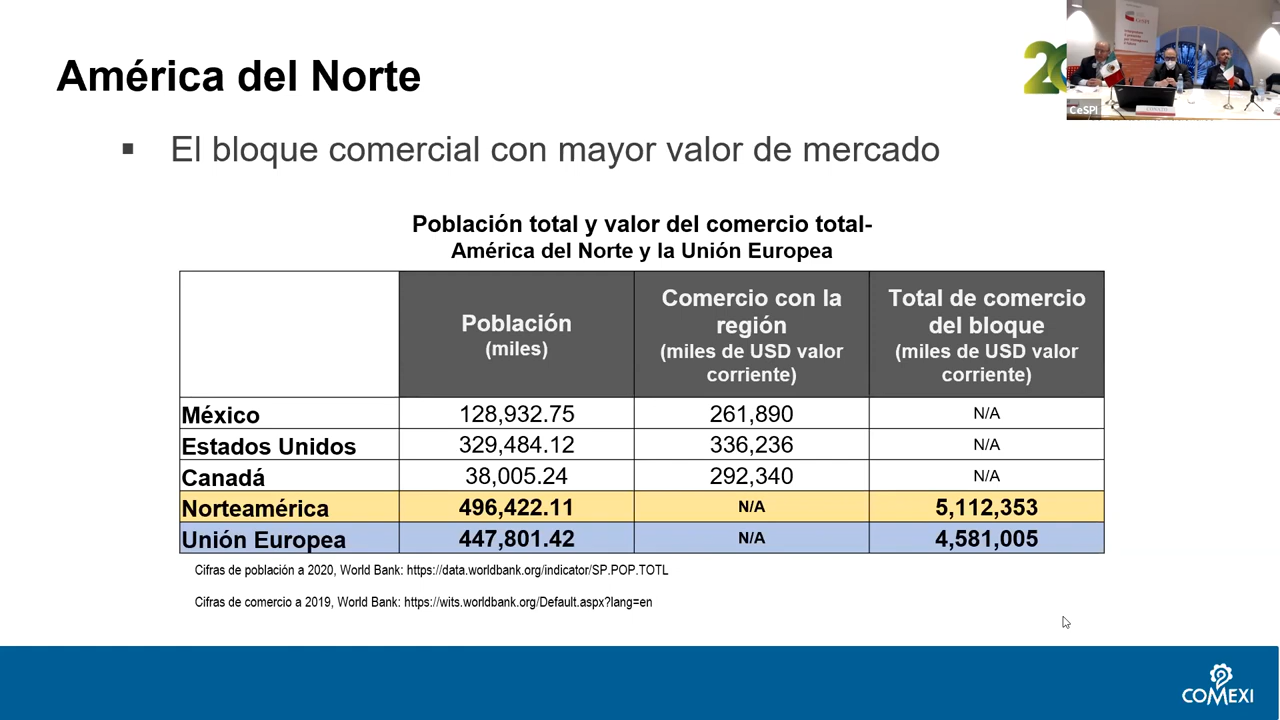 América del Norte
20
CeSPI
▪ El bloque comercial con mayor valor de mercado
Población total y valor del comercio total-
América del Norte y la Unión Europea
Población
(miles)
Comercio con la
región
(miles de USD valor
corriente)
Total de comercio
del bloque
(miles de USD valor
corriente)
México 128,932.75 261,890 N/A
Estados Unidos 329,484.12 336,236 N/A
Canadá 38,005.24 292,340 N/A
Norteamérica 496,422.11 N/A 5,112,353
Unión Europea 447,801.42 N/A 4,581,005
Cifras de población a 2020, World Bank: https://data.worldbank.org/indicator/SP.POP.TOTL
Cifras de comercio a 2019, World Bank: https://wits.worldbank.org/Default.aspx?lang=en
COMEXI